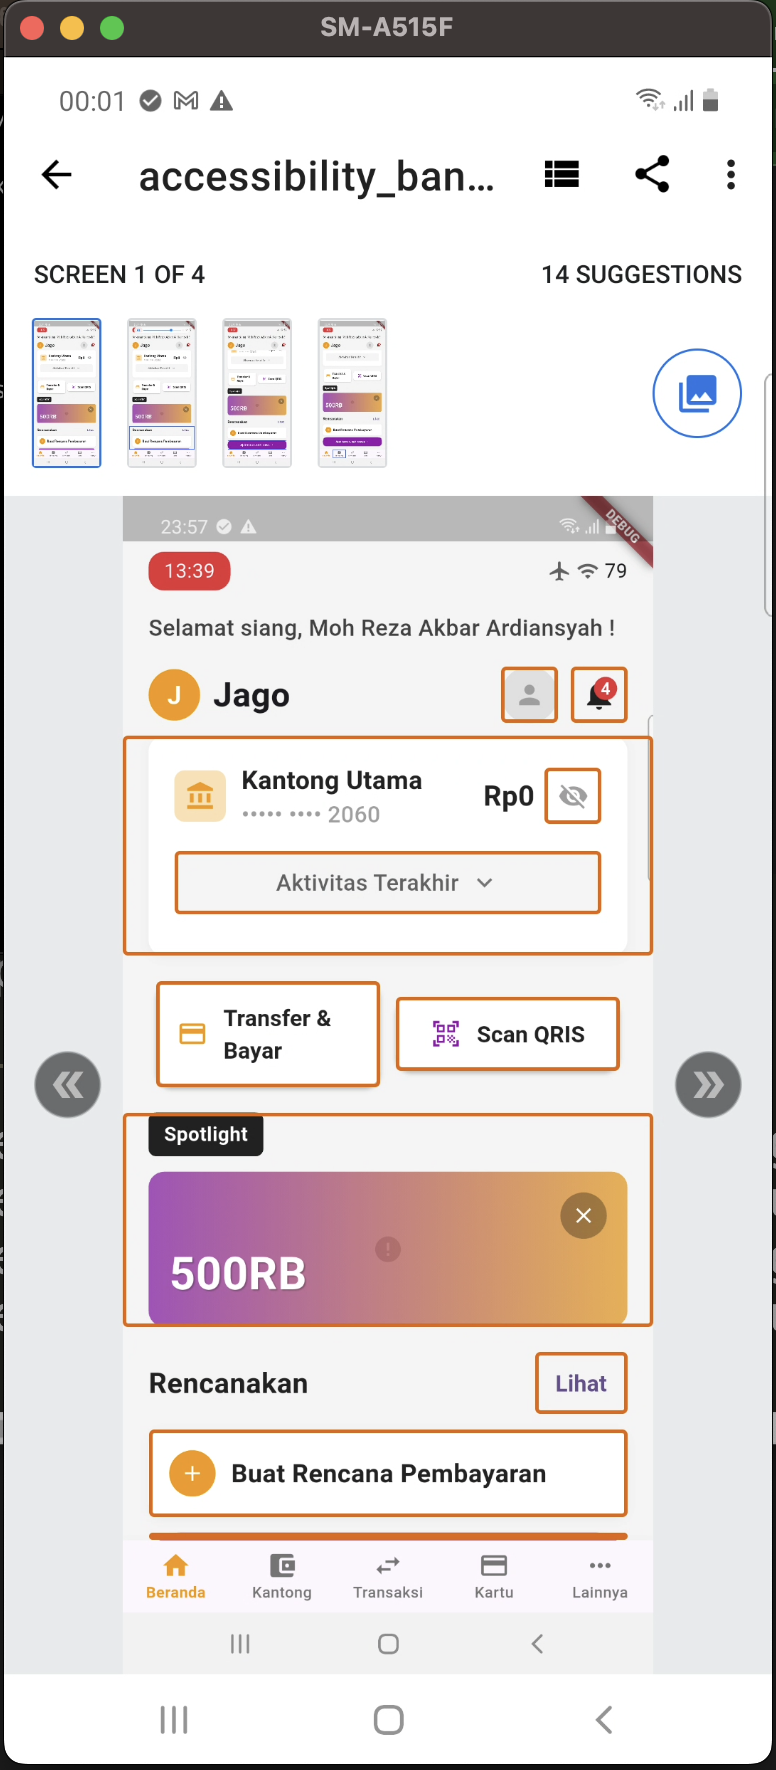 SM-A515F
00:01
accessibility_ban...
SCREEN 1 OF 4
14 SUGGESTIONS
23:57
DEBUG
13:39
79
Selamat siang, Moh Reza Akbar Ardiansyah !
J
Jago
4
Kantong Utama
Rp0
••••• •••• 2060
Aktivitas Terakhir
Transfer &
Bayar
Scan QRIS
Spotlight
500RB
Rencanakan
Lihat
Buat Rencana Pembayaran
Beranda
Kantong
Transaksi
Kartu
Lainnya